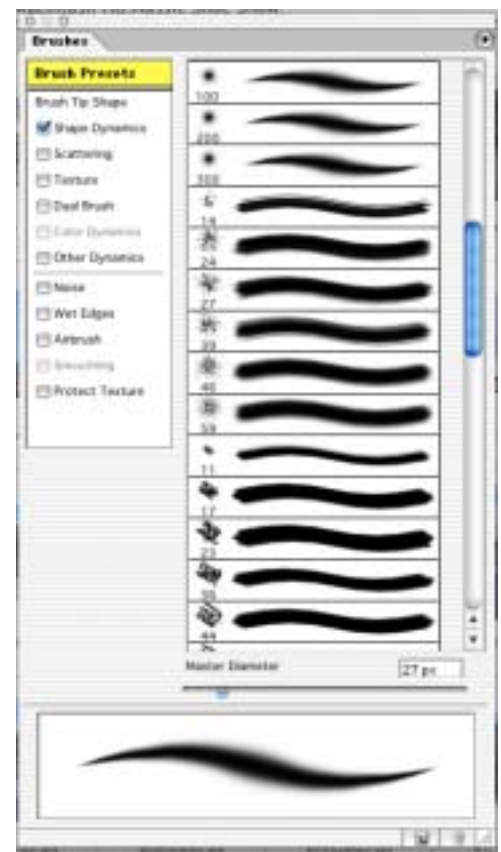 Brushes
Brush Presets
Brush Tip Shape
Shape Dynamics
Scattering
Texture
Dual Brush
Color Dynamics
Other Dynamics
Noise
Wet Edges
Airbrush
Smoothing
Protect Texture
100
200
300
14
24
27
39
46
59
11
17
23
44
Master Diameter
27 px